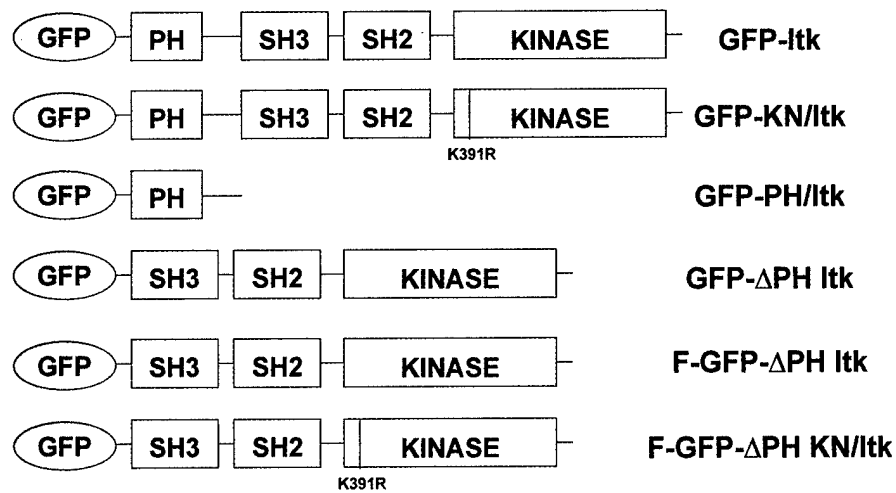 GFP PH SH3 SH2 KINASE GFP-Itk
GFP PH SH3 SH2 KINASE GFP-KN/Itk
K391R
GFP PH GFP-PH/Itk
GFP SH3 SH2 KINASE GFP-ΔPH Itk
GFP SH3 SH2 KINASE F-GFP-ΔPH Itk
GFP SH3 SH2 KINASE F-GFP-ΔPH KN/Itk
K391R